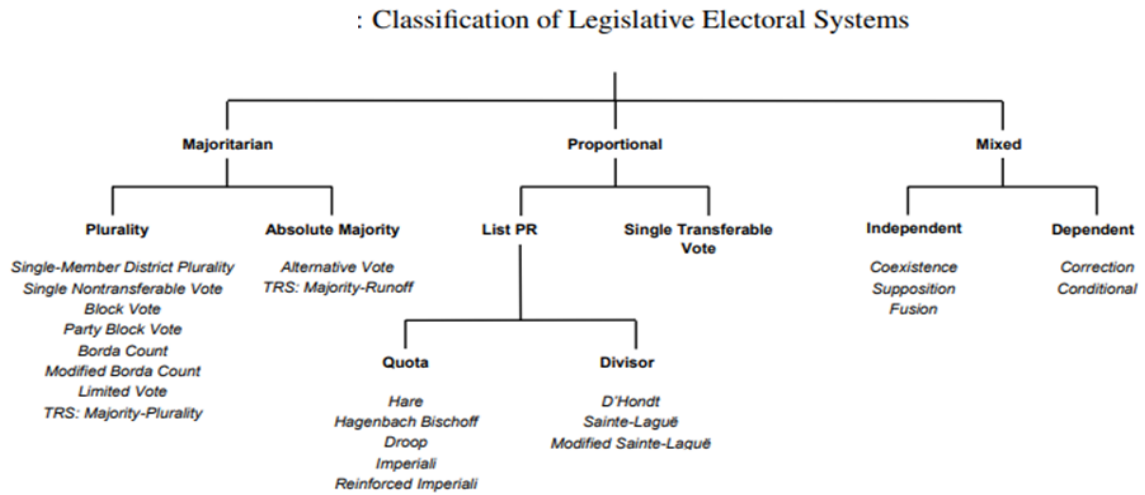 : Classification of Legislative Electoral Systems
Majoritarian
Proportional
Mixed
Plurality
Absolute Majority
List PR
Single Transferable
Vote
Independent
Dependent
Single-Member District Plurality
Single Nontransferable Vote
Block Vote
Party Block Vote
Borda Count
Modified Borda Count
Limited Vote
TRS: Majority-Plurality
Alternative Vote
TRS: Majority-Runoff
Coexistence
Supposition
Fusion
Correction
Conditional
Quota
Divisor
Hare
Hagenbach Bischoff
Droop
Imperiali
Reinforced Imperiali
D'Hondt
Sainte-Laguë
Modified Sainte-Laguë